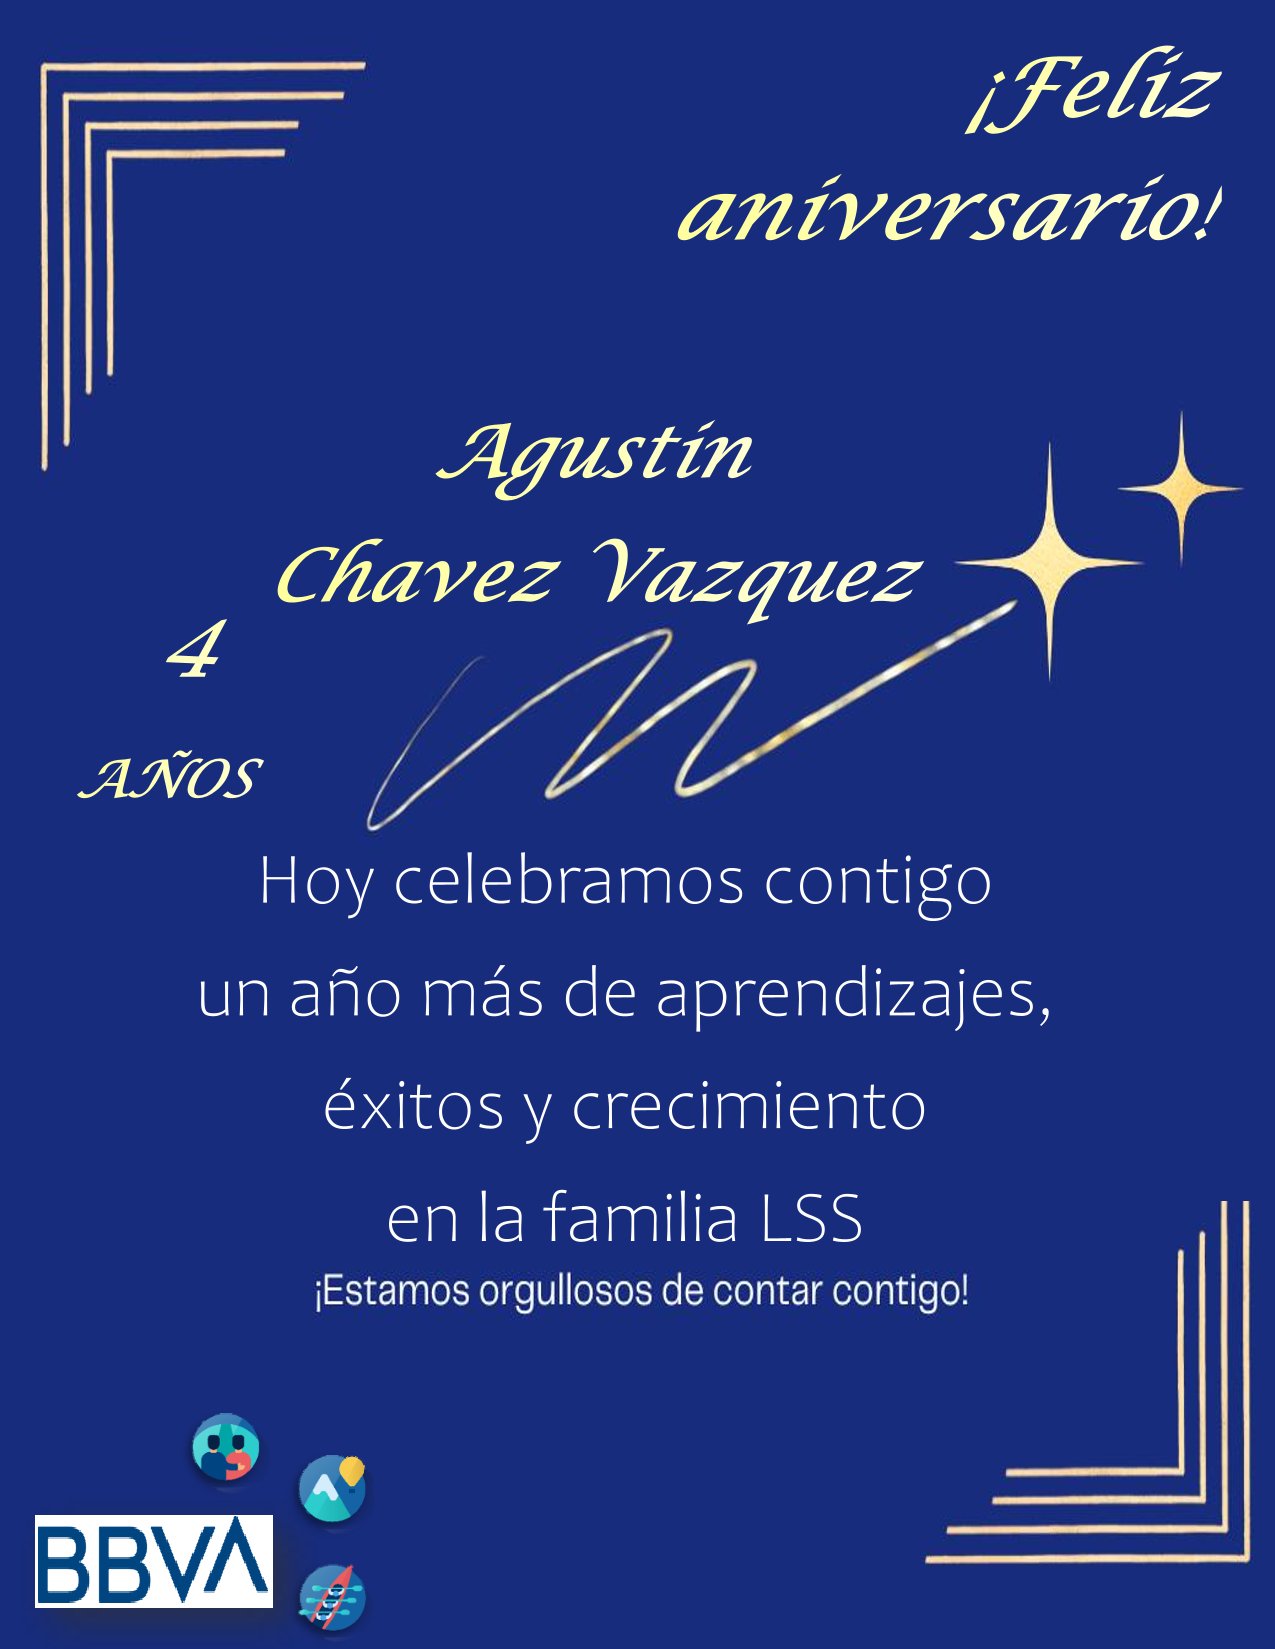 ¡Feliz
aniversario!
Agustín
Chavez Vazquez
4
AÑOS
Hoy celebramos contigo
un año más de aprendizajes,
éxitos y crecimiento
en la familia LSS
¡Estamos orgullosos de contar contigo!
BBVA